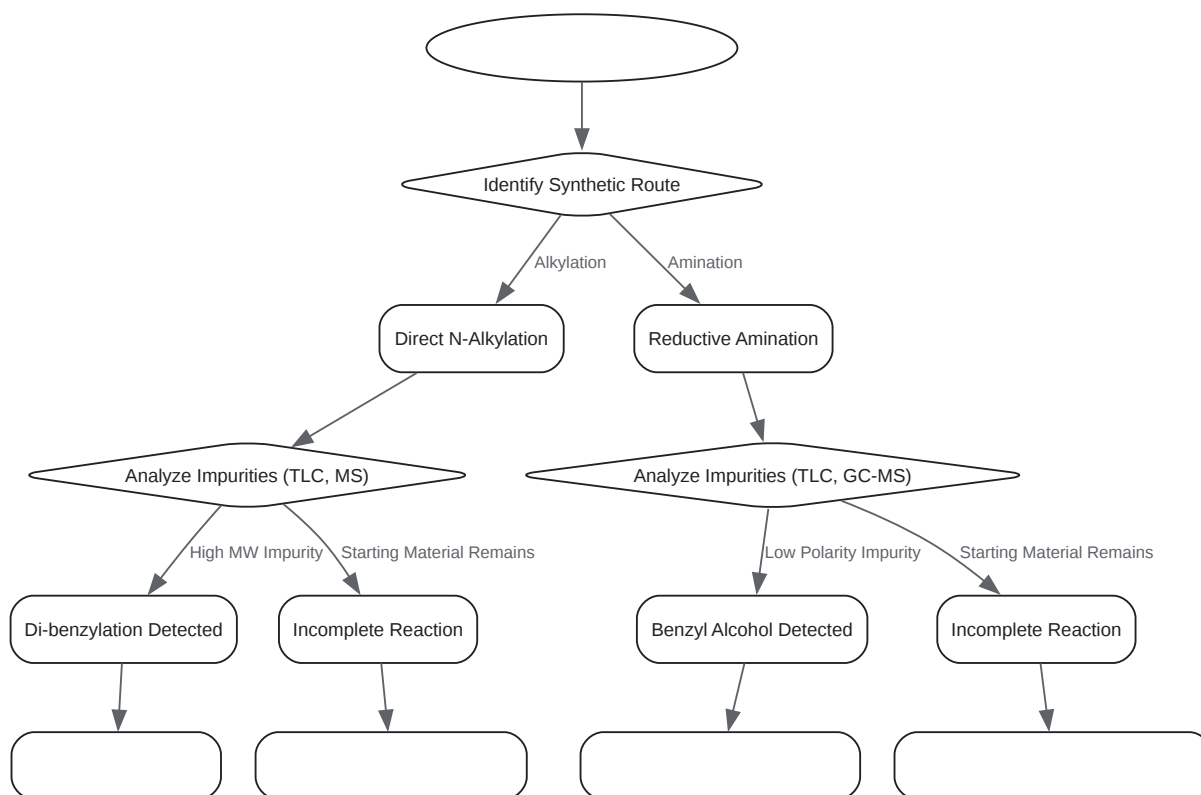 Identify Synthetic Route
Alkylation
Amination
Direct N-Alkylation
Reductive Amination
Analyze Impurities (TLC, MS)
Analyze Impurities (TLC, GC-MS)
High MW Impurity
Starting Material Remains
Low Polarity Impurity
Starting Material Remains
Di-benzylation Detected
Incomplete Reaction
Benzyl Alcohol Detected
Incomplete Reaction